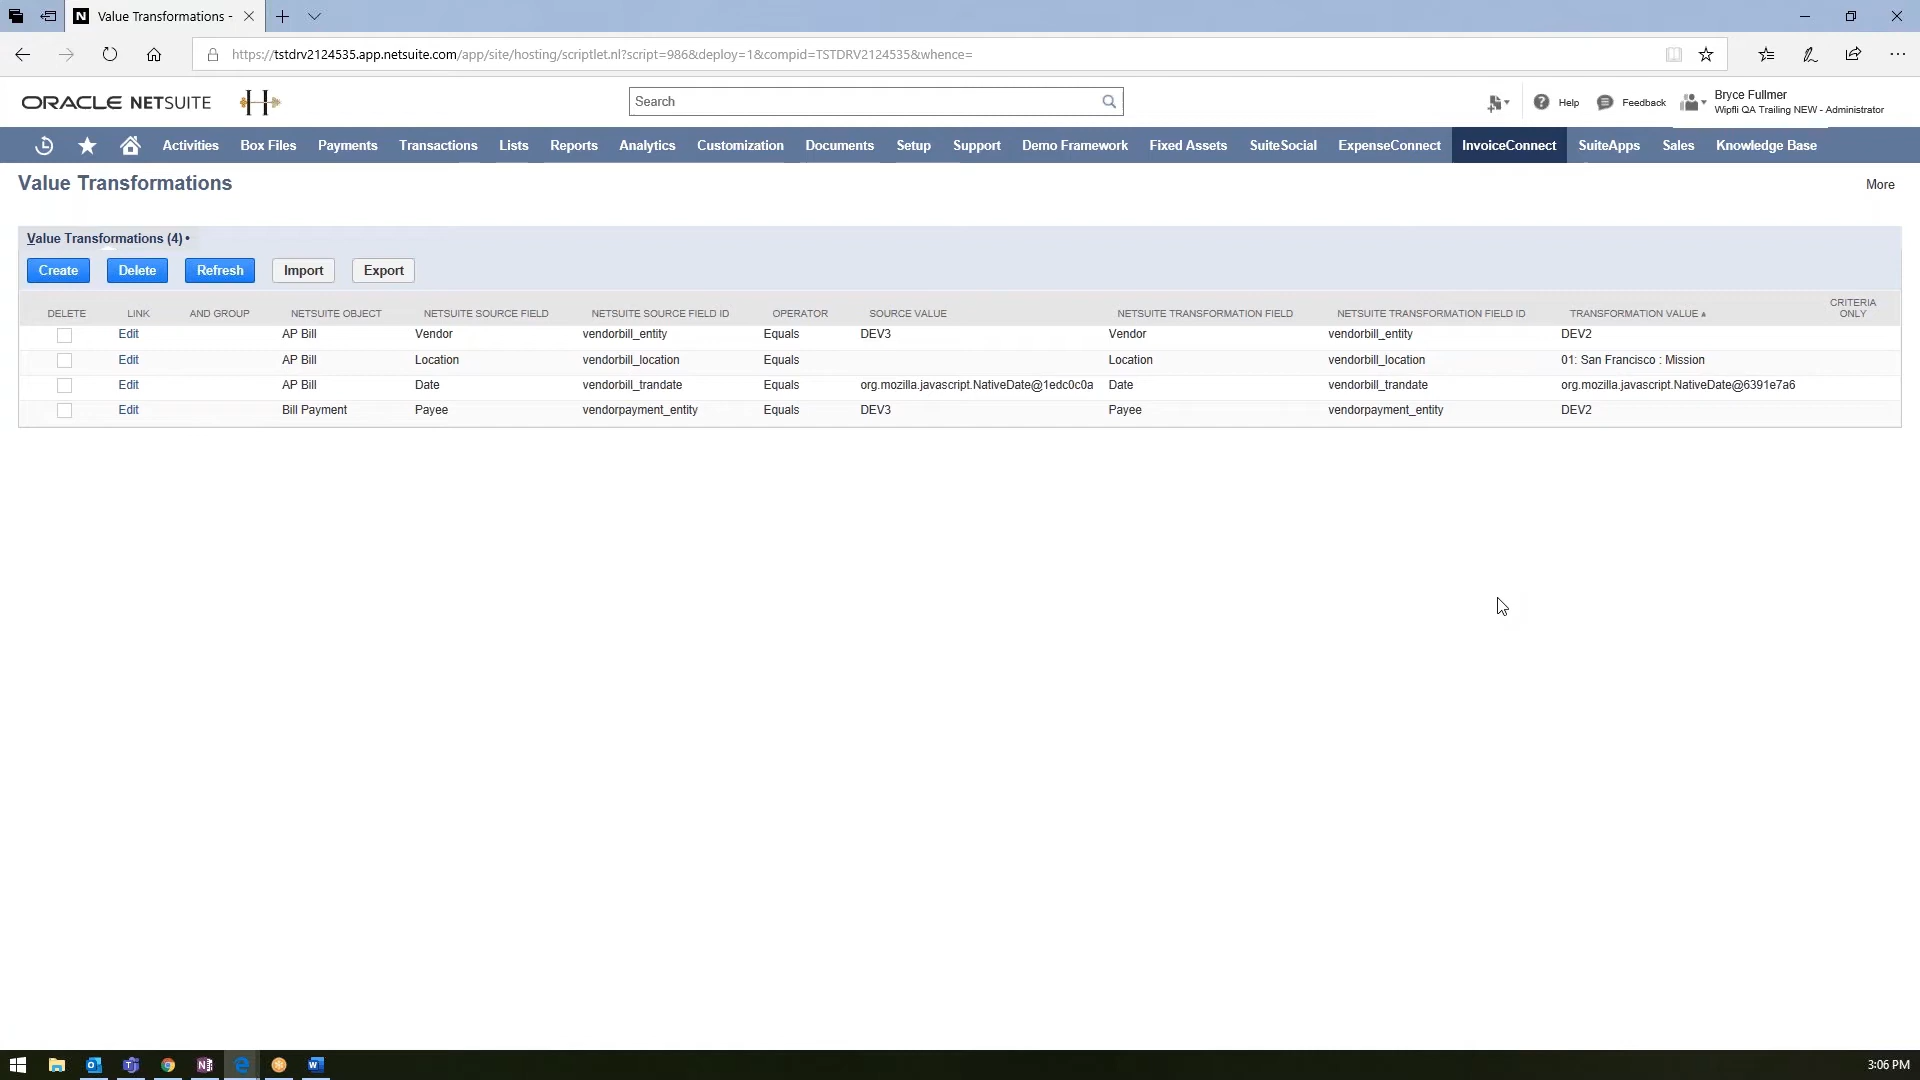 Value Transformations -
https://tstdrv2124535.app.netsuite.com/app/site/hosting/scriptlet.nl?script=986&deploy=1&compid=TSTDRV2124535&whence=
ORACLE NETSUITE
Search
Help
Feedback
Bryce Fullmer
Wipfli QA Trailing NEW - Administrator
Activities Box Files Payments Transactions Lists Reports Analytics Customization Documents Setup Support Demo Framework Fixed Assets SuiteSocial ExpenseConnect InvoiceConnect SuiteApps Sales Knowledge Base
Value Transformations
More
Value Transformations (4) •
Create Delete Refresh Import Export
DELETE LINK AND GROUP NETSUITE OBJECT NETSUITE SOURCE FIELD NETSUITE SOURCE FIELD ID OPERATOR SOURCE VALUE NETSUITE TRANSFORMATION FIELD NETSUITE TRANSFORMATION FIELD ID TRANSFORMATION VALUE ▲ CRITERIA ONLY
Edit AP Bill Vendor vendorbill_entity Equals DEV3 Vendor vendorbill_entity DEV2
Edit AP Bill Location vendorbill_location Equals Location vendorbill_location 01: San Francisco : Mission
Edit AP Bill Date vendorbill_trandate Equals org.mozilla.javascript.NativeDate@1edc0c0a Date vendorbill_trandate org.mozilla.javascript.NativeDate@6391e7a6
Edit Bill Payment Payee vendorpayment_entity Equals DEV3 Payee vendorpayment_entity DEV2
3:06 PM